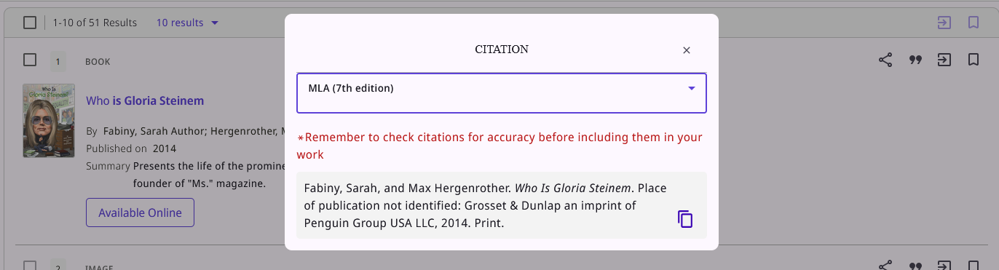 1-10 of 51 Results 10 results
CITATION
1 BOOK
MLA (7th edition)
Who Is Gloria Steinem?
Who is Gloria Steinem
By Fabiny, Sarah Author; Hergenrother, M
Published on 2014
Summary Presents the life of the promine
founder of "Ms." magazine.
Available Online
*Remember to check citations for accuracy before including them in your
work
Fabiny, Sarah, and Max Hergenrother. Who Is Gloria Steinem. Place
of publication not identified: Grosset & Dunlap an imprint of
Penguin Group USA LLC, 2014. Print.
2 IMAGE